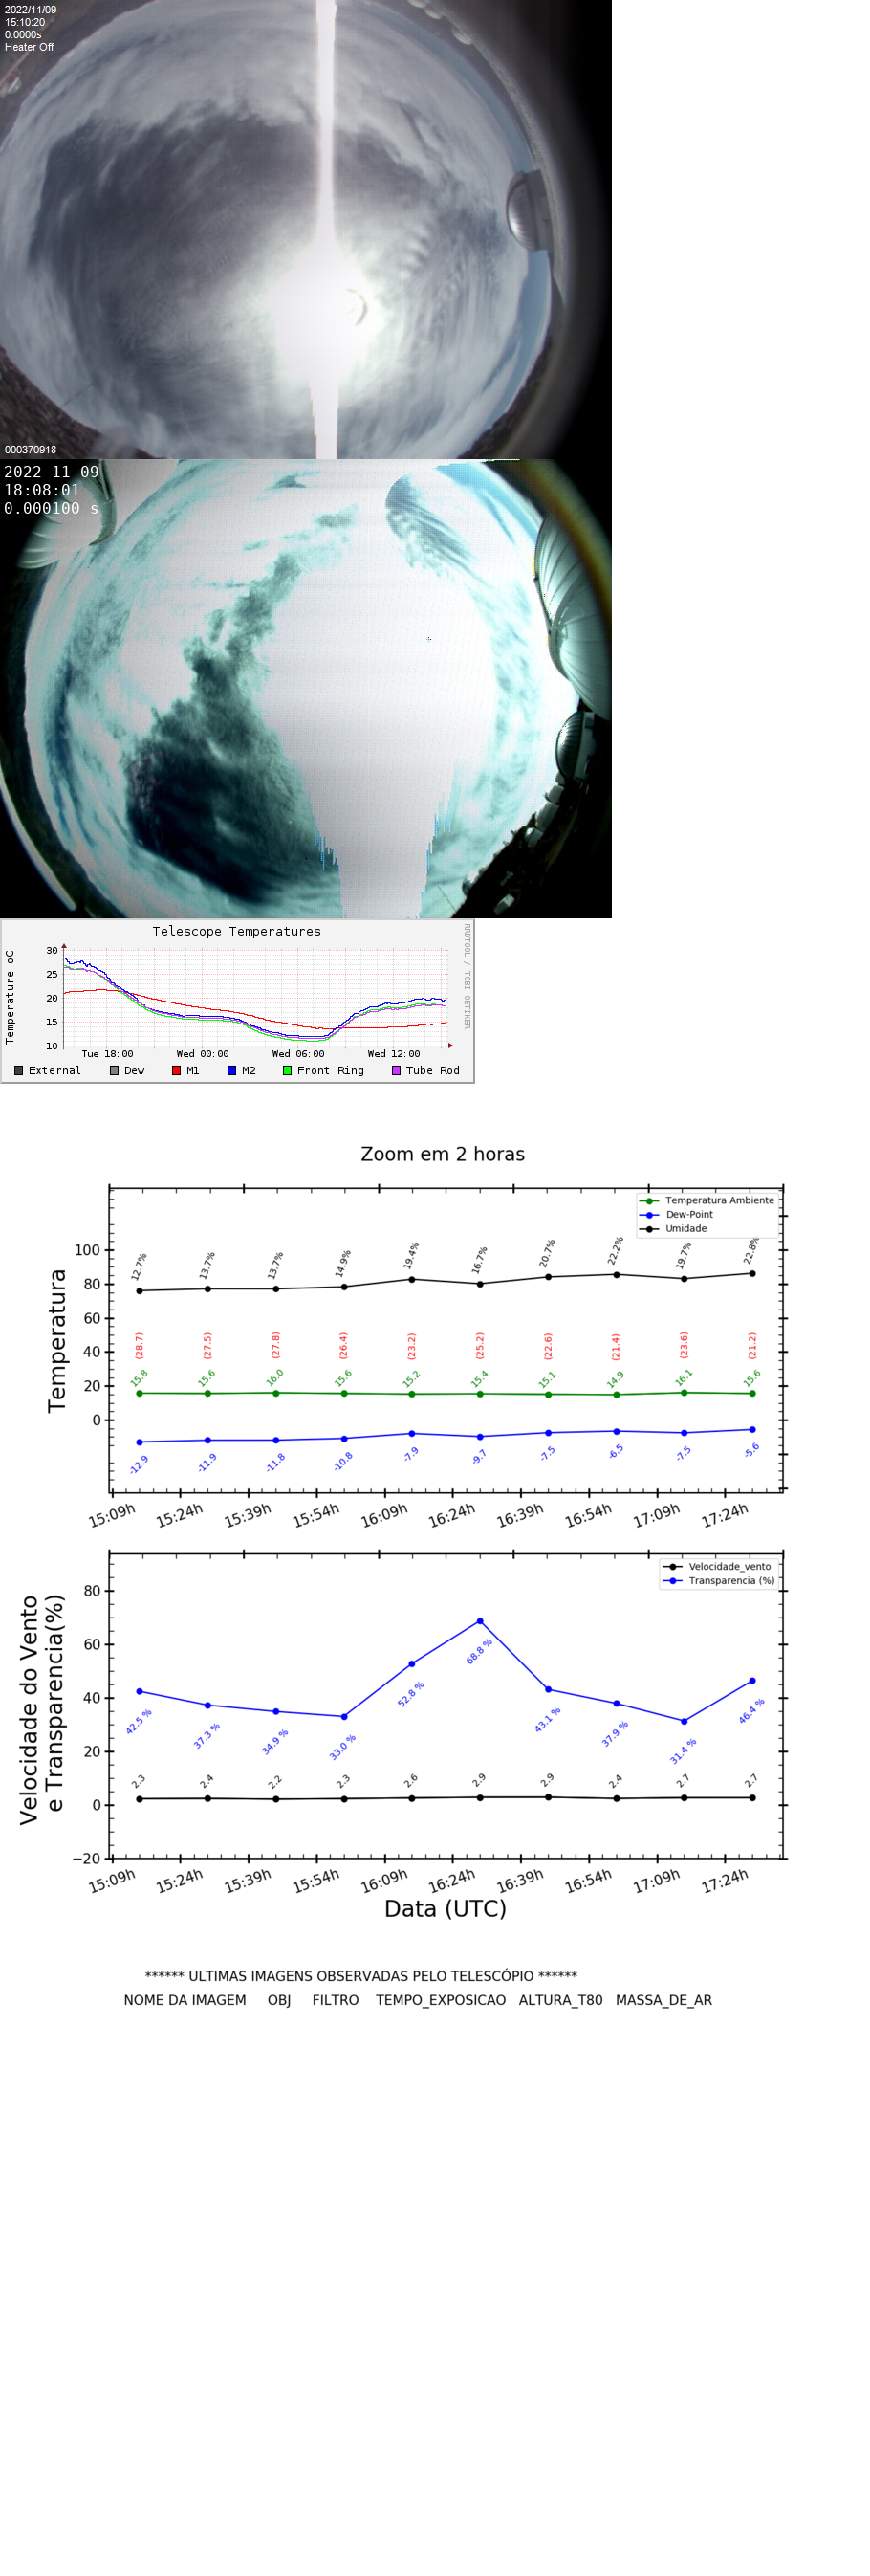 2022/11/09
15:10:20
0.0000s
Heater Off
000370918
2022-11-09
18:08:01
0.000100 s
Telescope Temperatures
RRDTOOL / TOBI OETIKER
Temperature oC
30
25
20
15
10
Tue 18:00 Wed 00:00 Wed 06:00 Wed 12:00
External Dew M1 M2 Front Ring Tube Rod
Zoom em 2 horas
Temperatura Ambiente
Dew-Point
Umidade
Temperatura
100
80
60
40
20
0
12.7% 13.7% 13.7% 14.9% 19.4% 16.7% 20.7% 22.2% 19.7% 22.8%
(28.7) (27.5) (27.8) (26.4) (23.2) (25.2) (22.6) (21.4) (23.6) (21.2)
15.8 15.6 16.0 15.6 15.2 15.4 15.1 14.9 16.1 15.6
-12.9 -11.9 -11.8 -10.8 -7.9 -9.7 -7.5 -6.5 -7.5 -5.6
15:09h 15:24h 15:39h 15:54h 16:09h 16:24h 16:39h 16:54h 17:09h 17:24h
Velocidade_vento
Transparencia (%)
Velocidade do Vento
e Transparencia(%)
80
60
40
20
0
−20
42.5 % 37.3 % 34.9 % 33.0 % 52.8 % 68.8 % 43.1 % 37.9 % 31.4 % 46.4 %
2.3 2.4 2.2 2.3 2.6 2.9 2.9 2.4 2.7 2.7
15:09h 15:24h 15:39h 15:54h 16:09h 16:24h 16:39h 16:54h 17:09h 17:24h
Data (UTC)
****** ULTIMAS IMAGENS OBSERVADAS PELO TELESCÓPIO ******
NOME DA IMAGEM OBJ FILTRO TEMPO_EXPOSICAO ALTURA_T80 MASSA_DE_AR